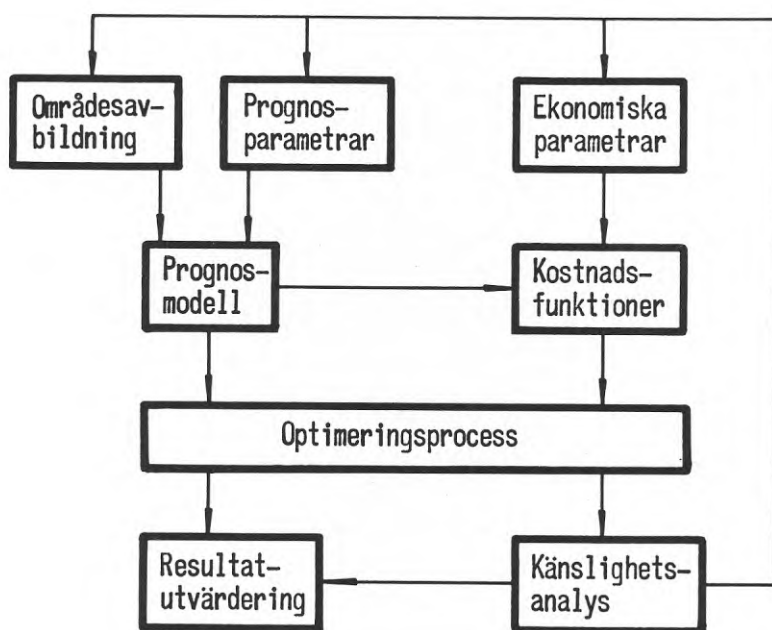 Områdesav-
bildning
Prognos-
parametrar
Ekonomiska
parametrar
Prognos-
modell
Kostnads-
funktioner
Optimeringsprocess
Resultat-
utvärdering
Känslighets-
analys